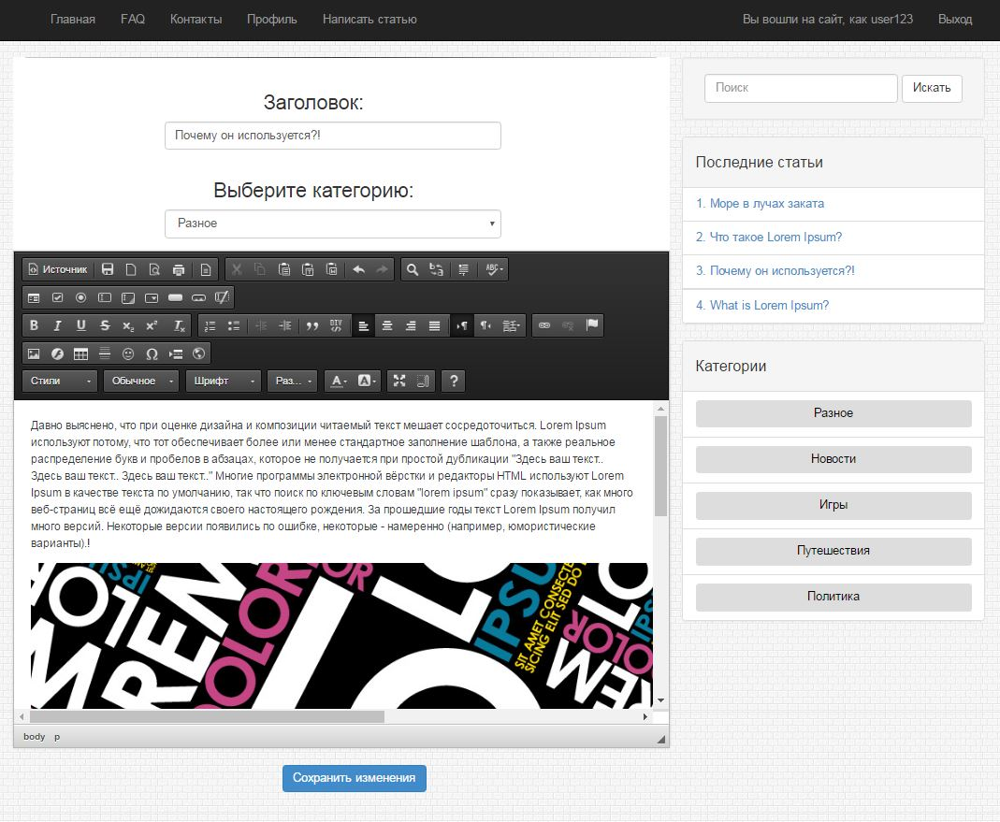 Главная FAQ Контакты Профиль Написать статью Вы вошли на сайт, как user123 Выход
Заголовок:
Почему он используется?!
Выберите категорию:
Разное
Источник
ABC
B I U S x₂ x² Tx
DIV
Стили Обычное Шрифт Раз... A A ?
Давно выяснено, что при оценке дизайна и композиции читаемый текст мешает сосредоточиться. Lorem Ipsum
используют потому, что тот обеспечивает более или менее стандартное заполнение шаблона, а также реальное
распределение букв и пробелов в абзацах, которое не получается при простой дубликации "Здесь ваш текст..
Здесь ваш текст.. Здесь ваш текст.." Многие программы электронной вёрстки и редакторы HTML используют Lorem
Ipsum в качестве текста по умолчанию, так что поиск по ключевым словам "lorem ipsum" сразу показывает, как много
веб-страниц всё ещё дожидаются своего настоящего рождения. За прошедшие годы текст Lorem Ipsum получил
много версий. Некоторые версии появились по ошибке, некоторые - намеренно (например, юмористические
варианты).!
DOLOR
IPSU
SIT AMET CONSECTE
SICING ELIT SED DO
REM
body p
Сохранить изменения
Поиск Искать
Последние статьи
1. Море в лучах заката
2. Что такое Lorem Ipsum?
3. Почему он используется?!
4. What is Lorem Ipsum?
Категории
Разное
Новости
Игры
Путешествия
Политика